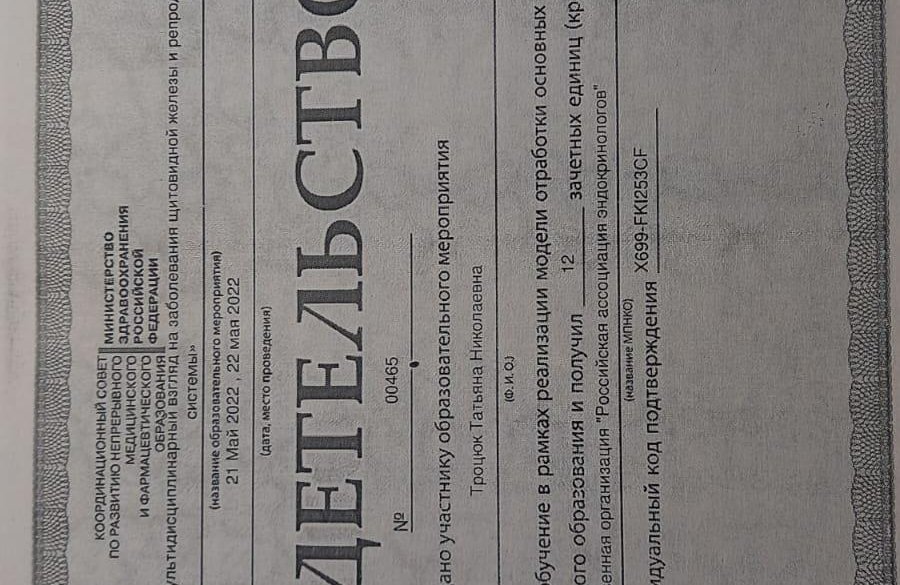 КООРДИНАЦИОННЫЙ СОВЕТ
ПО РАЗВИТИЮ НЕПРЕРЫВНОГО
МЕДИЦИНСКОГО
И ФАРМАЦЕВТИЧЕСКОГО
ОБРАЗОВАНИЯ
МИНИСТЕРСТВО
ЗДРАВООХРАНЕНИЯ
РОССИЙСКОЙ
ФЕДЕРАЦИИ
ультидисциплинарный взгляд на заболевания щитовидной железы и репрод
системы»
(название образовательного мероприятия)
21 Май 2022 , 22 мая 2022
(дата, место проведения)
ДЕТЕЛЬСТВО
№ 00465
ано участнику образовательного мероприятия
Троцюк Татьяна Николаевна
(Ф. И. О.)
обучение в рамках реализации модели отработки основных
ого образования и получил 12 зачетных единиц (кр
енная организация "Российская ассоциация эндокринологов"
(название МПНКО)
идуальный код подтверждения X699-FKI253CF